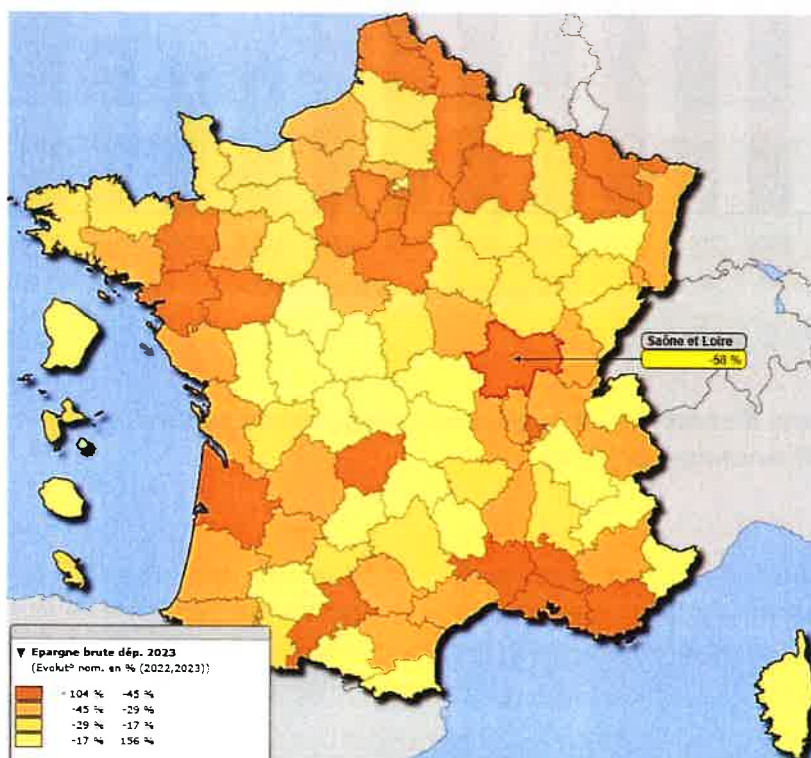 Saône et Loire
-58 %
▼ Epargne brute dép. 2023
(Evolut° nom. en % (2022,2023))
- 104 % -45 %
-45 % -29 %
-29 % -17 %
-17 % 156 %